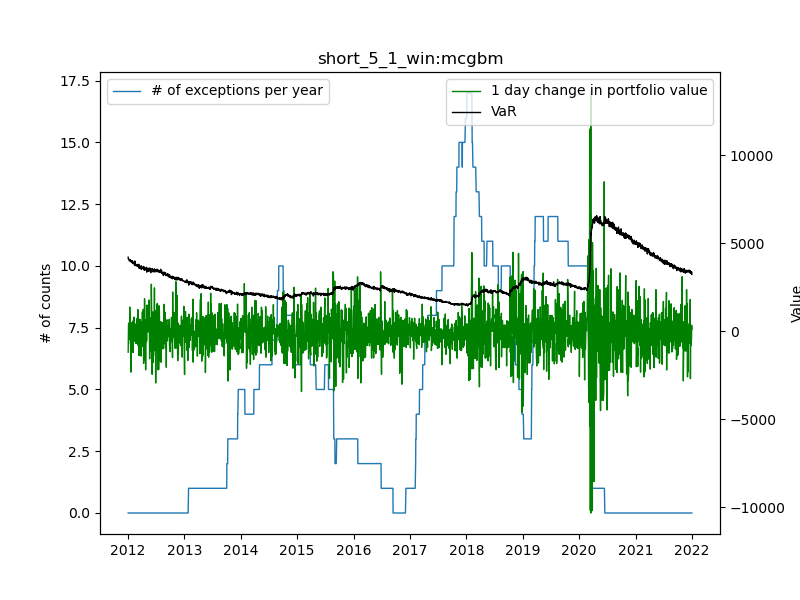 short_5_1_win:mcgbm
# of exceptions per year
1 day change in portfolio value
VaR
17.5
15.0
12.5
10.0
7.5
5.0
2.5
0.0
# of counts
10000
5000
0
−5000
−10000
Value
2012 2013 2014 2015 2016 2017 2018 2019 2020 2021 2022